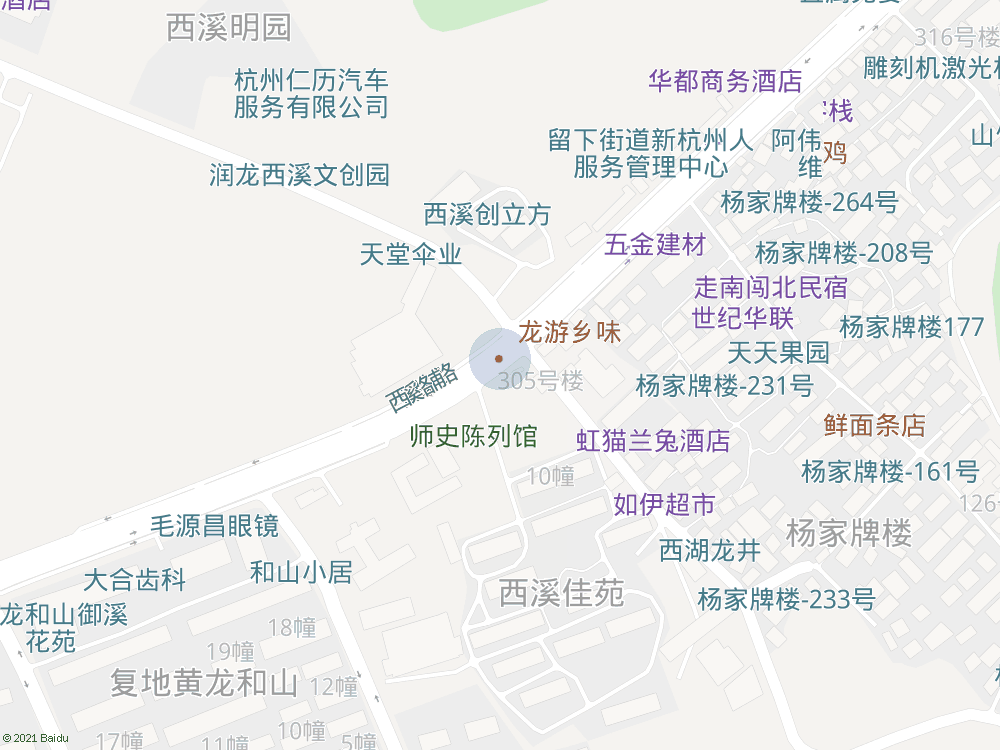 酒店
西溪明园
316号楼
杭州仁历汽车
服务有限公司
华都商务酒店
雕刻机激光机
栈
留下街道新杭州人
服务管理中心
阿伟
鸡
维
润龙西溪文创园
杨家牌楼-264号
西溪创立方
天堂伞业
五金建材
杨家牌楼-208号
走南闯北民宿
世纪华联
龙游乡味
杨家牌楼177
天天果园
305号楼
杨家牌楼-231号
西溪路
师史陈列馆
虹猫兰兔酒店
鲜面条店
10幢
杨家牌楼-161号
如伊超市
126
毛源昌眼镜
杨家牌楼
西湖龙井
大合齿科
和山小居
西溪佳苑
杨家牌楼-233号
龙和山御溪
花苑
18幢
19幢
复地黄龙和山
12幢
10幢
17幢
11幢
5幢
© 2021 Baidu